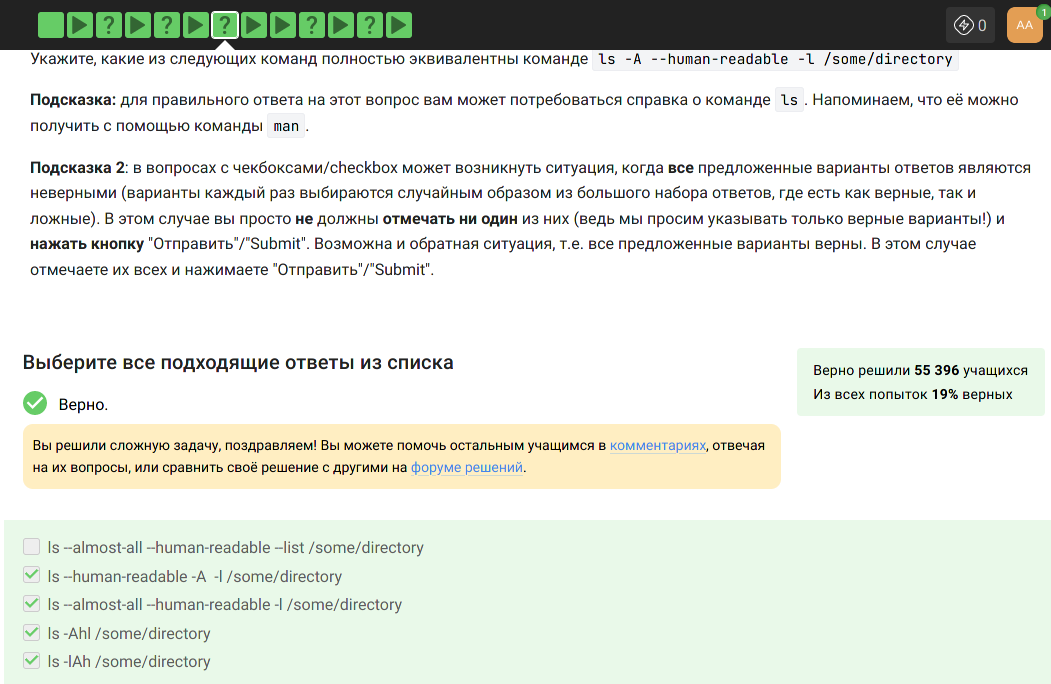 ? ? ? ? ?
0
AA
1
Укажите, какие из следующих команд полностью эквивалентны команде ls -A --human-readable -l /some/directory
Подсказка: для правильного ответа на этот вопрос вам может потребоваться справка о команде ls. Напоминаем, что её можно
получить с помощью команды man.
Подсказка 2: в вопросах с чекбоксами/checkbox может возникнуть ситуация, когда все предложенные варианты ответов являются
неверными (варианты каждый раз выбираются случайным образом из большого набора ответов, где есть как верные, так и
ложные). В этом случае вы просто не должны отмечать ни один из них (ведь мы просим указывать только верные варианты!) и
нажать кнопку "Отправить"/"Submit". Возможна и обратная ситуация, т.е. все предложенные варианты верны. В этом случае
отмечаете их всех и нажимаете "Отправить"/"Submit".
Выберите все подходящие ответы из списка
Верно решили 55 396 учащихся
Из всех попыток 19% верных
Верно.
Вы решили сложную задачу, поздравляем! Вы можете помочь остальным учащимся в комментариях, отвечая
на их вопросы, или сравнить своё решение с другими на форуме решений.
ls --almost-all --human-readable --list /some/directory
ls --human-readable -A -l /some/directory
ls --almost-all --human-readable -l /some/directory
ls -Ahl /some/directory
ls -lAh /some/directory